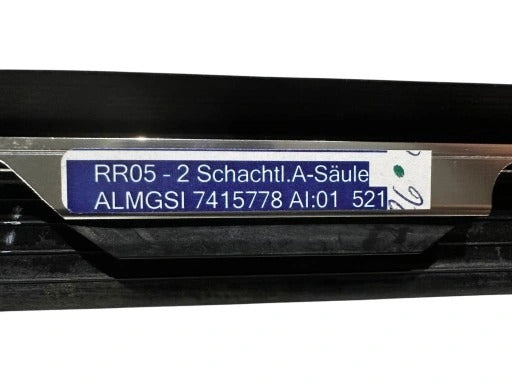 RR05 - 2 Schachtl.A-Säule
ALMGSI 7415778 AI:01 521